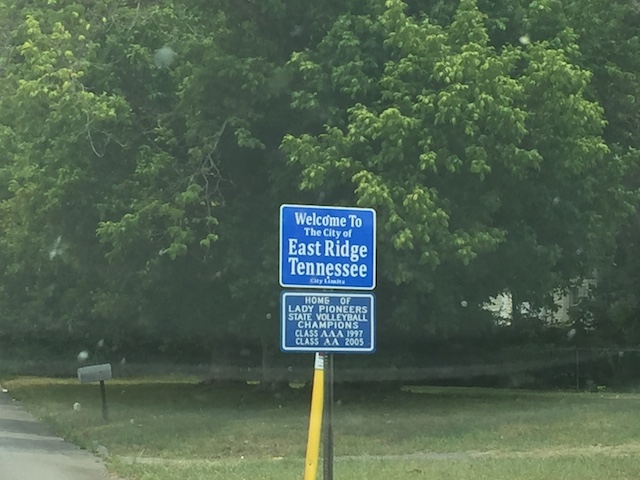 Welcome To
The City of
East Ridge
Tennessee
City Limits
HOME OF
LADY PIONEERS
STATE VOLLEYBALL
CHAMPIONS
CLASS AAA 1997
CLASS AA 2005